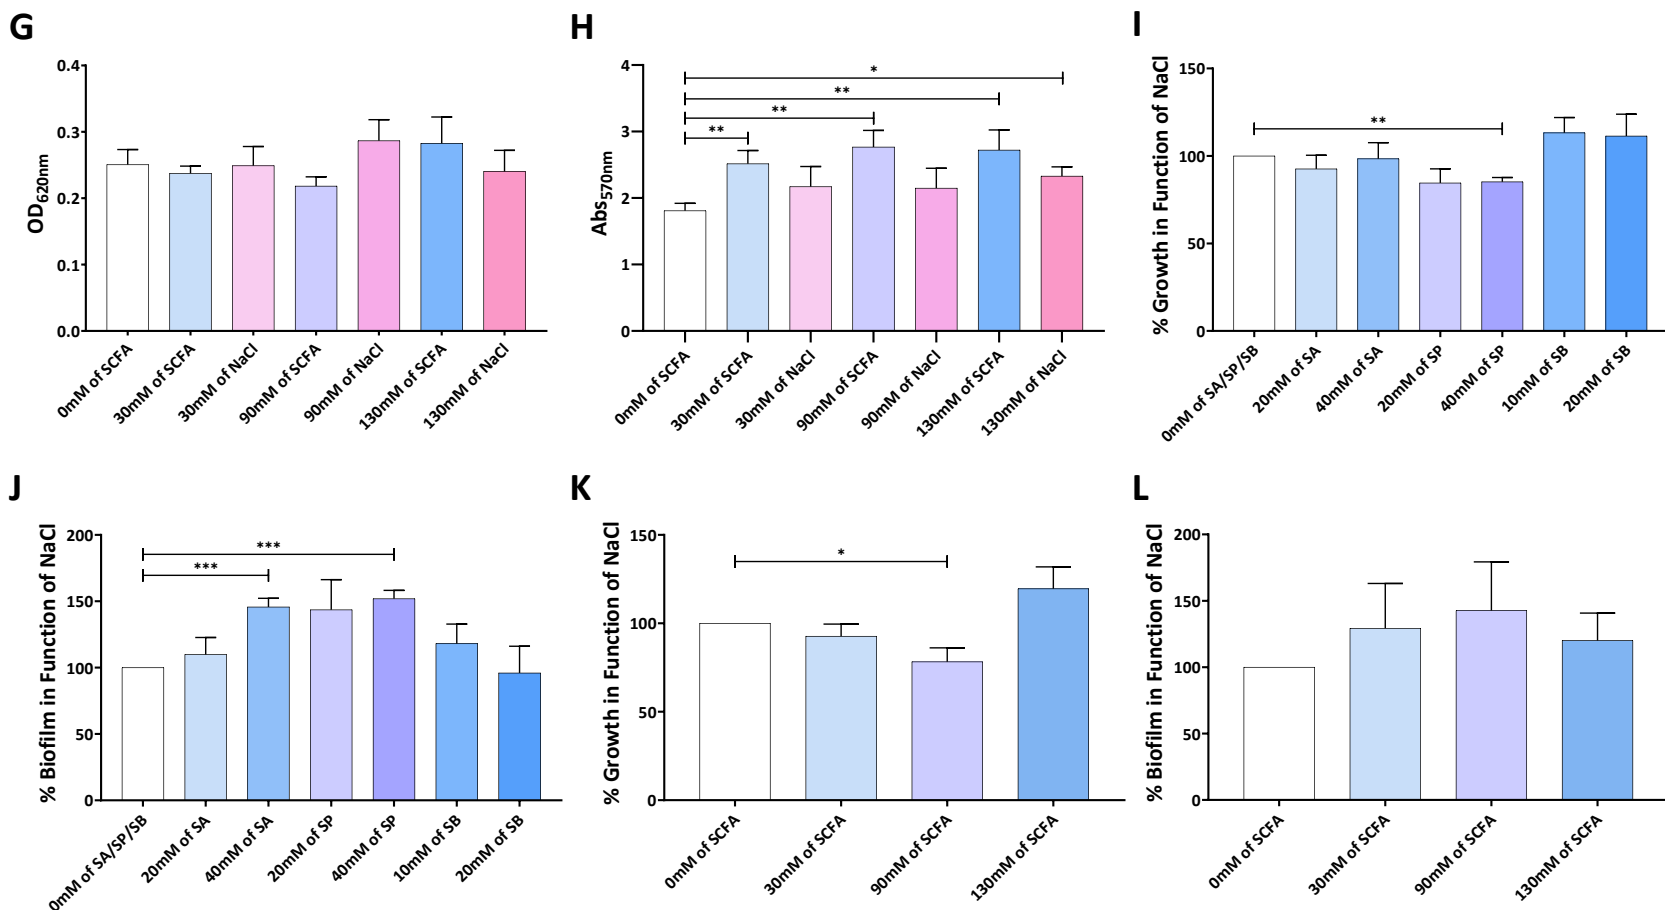 G
OD620nm
0.4
0.3
0.2
0.1
0.0
0mM of SCFA
30mM of SCFA
30mM of NaCl
90mM of SCFA
90mM of NaCl
130mM of SCFA
130mM of NaCl
H
Abs570nm
4
3
2
1
0
*
**
**
**
0mM of SCFA
30mM of SCFA
30mM of NaCl
90mM of SCFA
90mM of NaCl
130mM of SCFA
130mM of NaCl
I
% Growth in Function of NaCl
150
100
50
0
**
0mM of SA/SP/SB
20mM of SA
40mM of SA
20mM of SP
40mM of SP
10mM of SB
20mM of SB
J
% Biofilm in Function of NaCl
200
150
100
50
0
***
***
0mM of SA/SP/SB
20mM of SA
40mM of SA
20mM of SP
40mM of SP
10mM of SB
20mM of SB
K
% Growth in Function of NaCl
150
100
50
0
*
0mM of SCFA
30mM of SCFA
90mM of SCFA
130mM of SCFA
L
% Biofilm in Function of NaCl
200
150
100
50
0
0mM of SCFA
30mM of SCFA
90mM of SCFA
130mM of SCFA